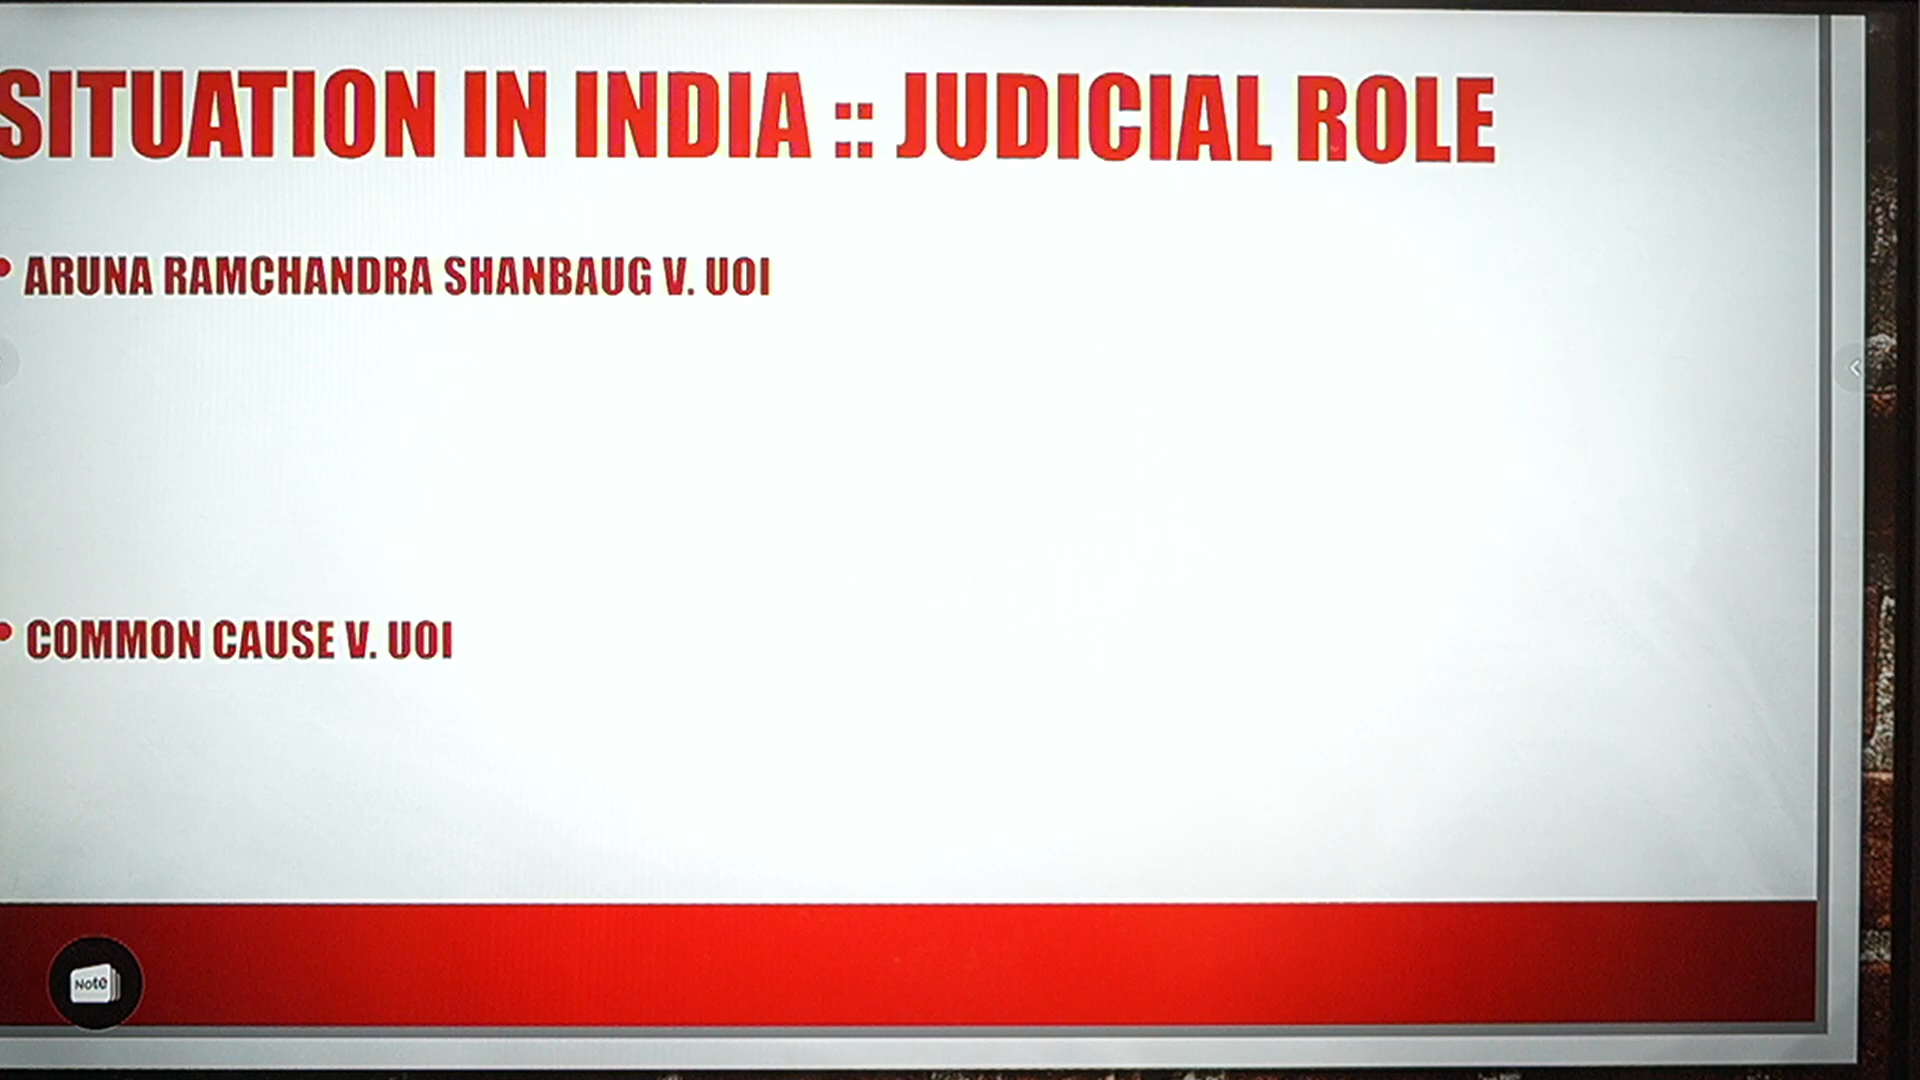 SITUATION IN INDIA :: JUDICIAL ROLE
• ARUNA RAMCHANDRA SHANBAUG V. UOI
• COMMON CAUSE V. UOI
Note